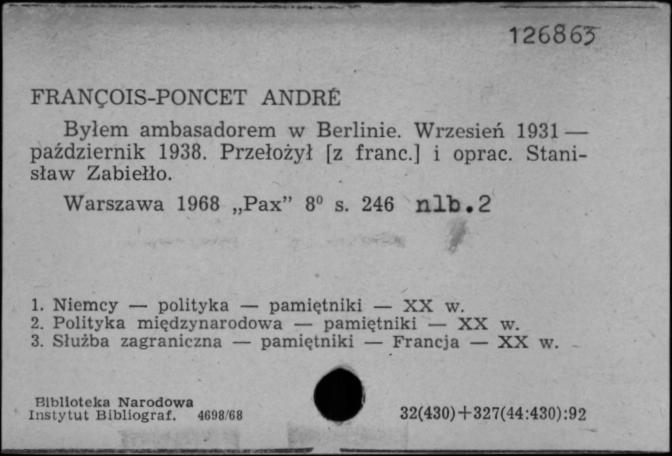 126863
FRANÇOIS-PONCET ANDRÉ
Byłem ambasadorem w Berlinie. Wrzesień 1931 —
październik 1938. Przełożył [z franc.] i oprac. Stani-
sław Zabiełło.
Warszawa 1968 „Pax” 8⁰ s. 246 nlb.2
1. Niemcy — polityka — pamiętniki — XX w.
2. Polityka międzynarodowa — pamiętniki — XX w.
3. Służba zagraniczna — pamiętniki — Francja — XX w.
Biblioteka Narodowa
Instytut Bibliograf. 4698/68
32(430)+327(44:430):92